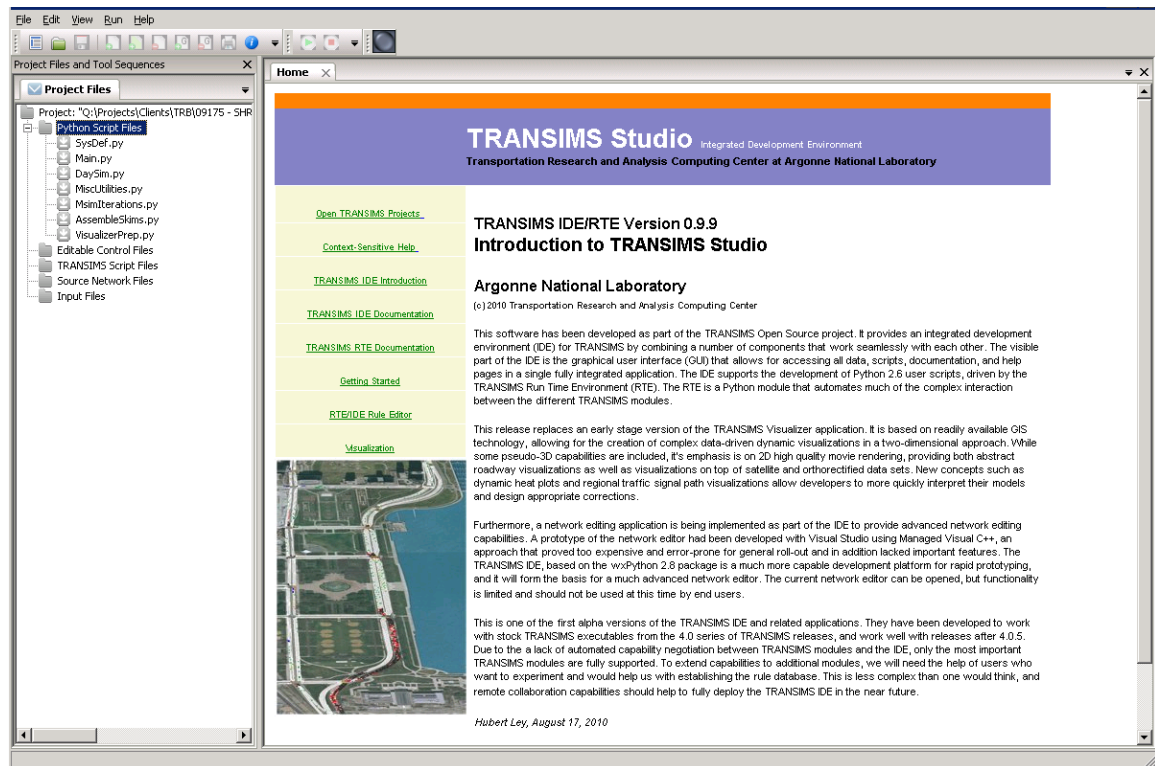 File Edit View Run Help
Project Files and Tool Sequences
Project Files
Project: "Q:\Projects\Clients\TRB\09175 - SHR
Python Script Files
SysDef.py
Main.py
DaySim.py
MiscUtilities.py
MsimIterations.py
AssembleSkims.py
VisualizerPrep.py
Editable Control Files
TRANSIMS Script Files
Source Network Files
Input Files
Home
TRANSIMS Studio Integrated Development Environment
Transportation Research and Analysis Computing Center at Argonne National Laboratory
Open TRANSIMS Projects
Context-Sensitive Help
TRANSIMS IDE Introduction
TRANSIMS IDE Documentation
TRANSIMS RTE Documentation
Getting Started
RTE/IDE Rule Editor
Visualization
TRANSIMS IDE/RTE Version 0.9.9
Introduction to TRANSIMS Studio
Argonne National Laboratory
(c) 2010 Transportation Research and Analysis Computing Center
This software has been developed as part of the TRANSIMS Open Source project. It provides an integrated development
environment (IDE) for TRANSIMS by combining a number of components that work seamlessly with each other. The visible
part of the IDE is the graphical user interface (GUI) that allows for accessing all data, scripts, documentation, and help
pages in a single fully integrated application. The IDE supports the development of Python 2.6 user scripts, driven by the
TRANSIMS Run Time Environment (RTE). The RTE is a Python module that automates much of the complex interaction
between the different TRANSIMS modules.
This release replaces an early stage version of the TRANSIMS Visualizer application. It is based on readily available GIS
technology, allowing for the creation of complex data-driven dynamic visualizations in a two-dimensional approach. While
some pseudo-3D capabilities are included, it's emphasis is on 2D high quality movie rendering, providing both abstract
roadway visualizations as well as visualizations on top of satellite and orthorectified data sets. New concepts such as
dynamic heat plots and regional traffic signal path visualizations allow developers to more quickly interpret their models
and design appropriate corrections.
Furthermore, a network editing application is being implemented as part of the IDE to provide advanced network editing
capabilities. A prototype of the network editor had been developed with Visual Studio using Managed Visual C++, an
approach that proved too expensive and error-prone for general roll-out and in addition lacked important features. The
TRANSIMS IDE, based on the wxPython 2.8 package is a much more capable development platform for rapid prototyping,
and it will form the basis for a much advanced network editor. The current network editor can be opened, but functionality
is limited and should not be used at this time by end users.
This is one of the first alpha versions of the TRANSIMS IDE and related applications. They have been developed to work
with stock TRANSIMS executables from the 4.0 series of TRANSIMS releases, and work well with releases after 4.0.5.
Due to the a lack of automated capability negotiation between TRANSIMS modules and the IDE, only the most important
TRANSIMS modules are fully supported. To extend capabilities to additional modules, we will need the help of users who
want to experiment and would help us with establishing the rule database. This is less complex than one would think, and
remote collaboration capabilities should help to fully deploy the TRANSIMS IDE in the near future.
Hubert Ley, August 17, 2010